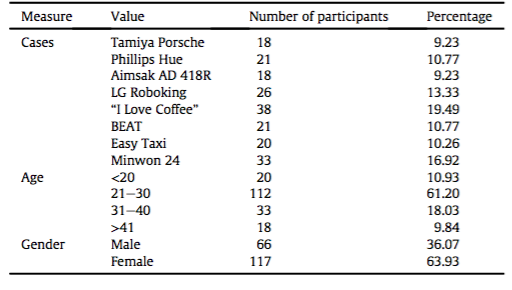 Measure Value Number of participants Percentage
Cases Tamiya Porsche 18 9.23
Phillips Hue 21 10.77
Aimsak AD 418R 18 9.23
LG Roboking 26 13.33
“I Love Coffee” 38 19.49
BEAT 21 10.77
Easy Taxi 20 10.26
Minwon 24 33 16.92
Age <20 20 10.93
21–30 112 61.20
31–40 33 18.03
>41 18 9.84
Gender Male 66 36.07
Female 117 63.93